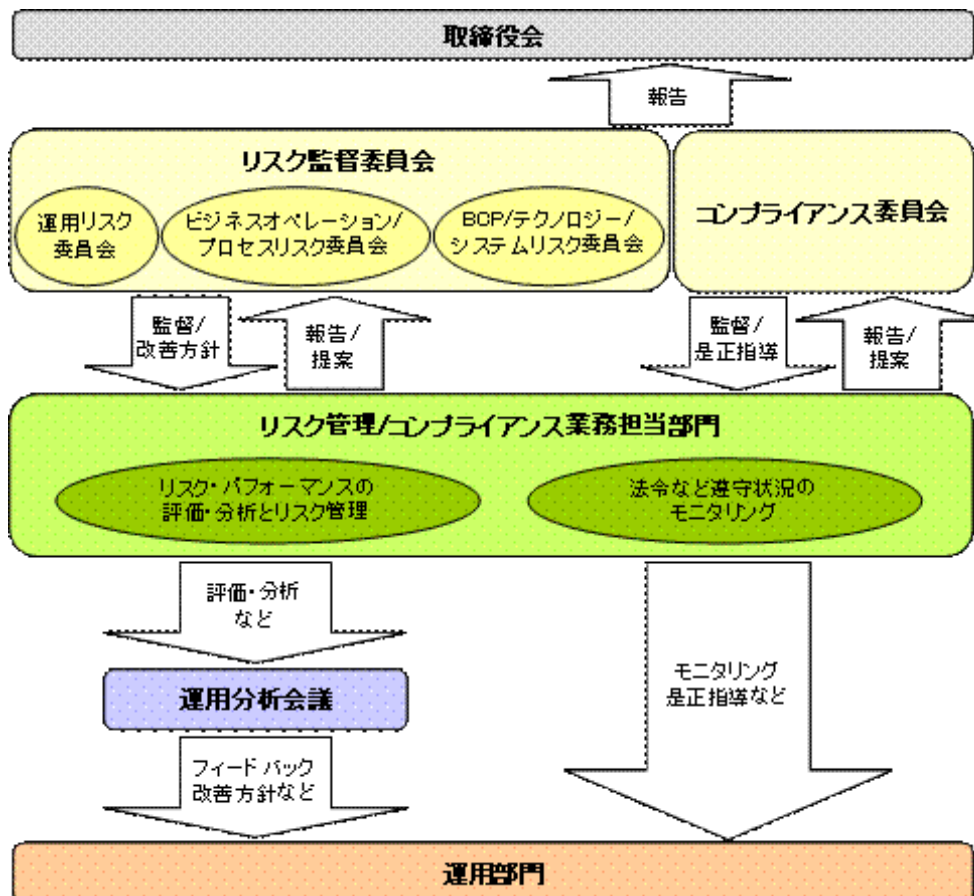 取締役会
報告
リスク監督委員会
運用リスク
委員会
ビジネスオペレーション/
プロセスリスク委員会
BCP/テクノロジー/
システムリスク委員会
コンプライアンス委員会
監督/
改善方針
報告/
提案
監督/
是正指導
報告/
提案
リスク管理/コンプライアンス業務担当部門
リスク・パフォーマンスの
評価・分析とリスク管理
法令など遵守状況の
モニタリング
評価・分析
など
運用分析会議
モニタリング
是正指導など
フィードバック
改善方針など
運用部門